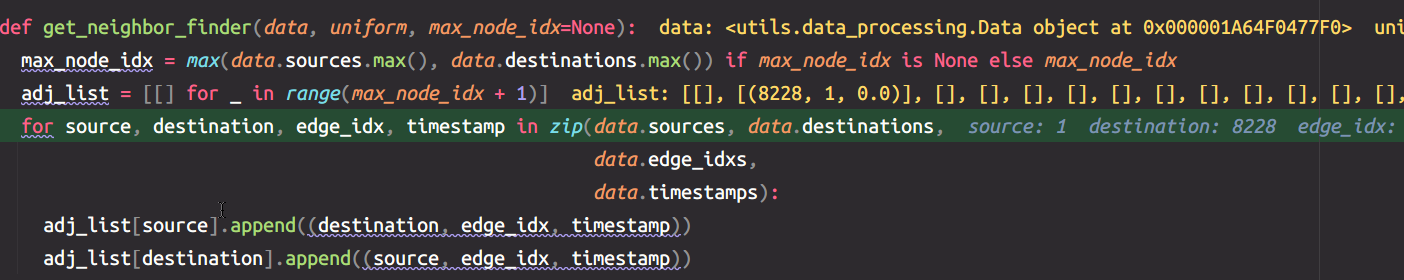 def get_neighbor_finder(data, uniform, max_node_idx=None):  data: <utils.data_processing.Data object at 0x000001A64F0477F0>  uni
max_node_idx = max(data.sources.max(), data.destinations.max()) if max_node_idx is None else max_node_idx
adj_list = [[] for _ in range(max_node_idx + 1)]  adj_list: [[], [(8228, 1, 0.0)], [], [], [], [], [], [], [], [], [], [], [],
for source, destination, edge_idx, timestamp in zip(data.sources, data.destinations,  source: 1  destination: 8228  edge_idx:
data.edge_idxs,
data.timestamps):
adj_list[source].append((destination, edge_idx, timestamp))
adj_list[destination].append((source, edge_idx, timestamp))